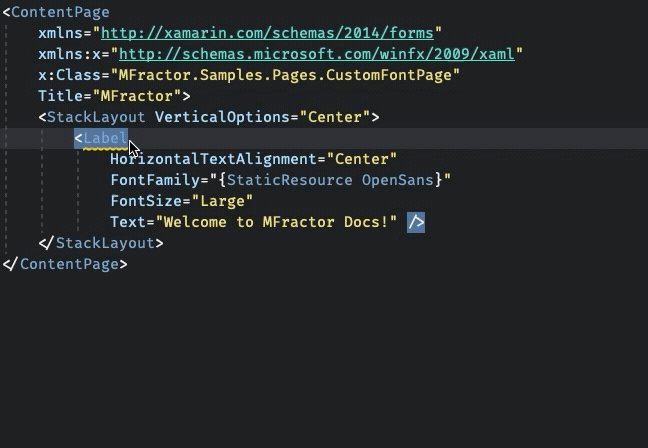 <ContentPage
xmlns="http://xamarin.com/schemas/2014/forms"
xmlns:x="http://schemas.microsoft.com/winfx/2009/xaml"
x:Class="MFractor.Samples.Pages.CustomFontPage"
Title="MFractor">
<StackLayout VerticalOptions="Center">
<Label
HorizontalTextAlignment="Center"
FontFamily="{StaticResource OpenSans}"
FontSize="Large"
Text="Welcome to MFractor Docs!" />
</StackLayout>
</ContentPage>